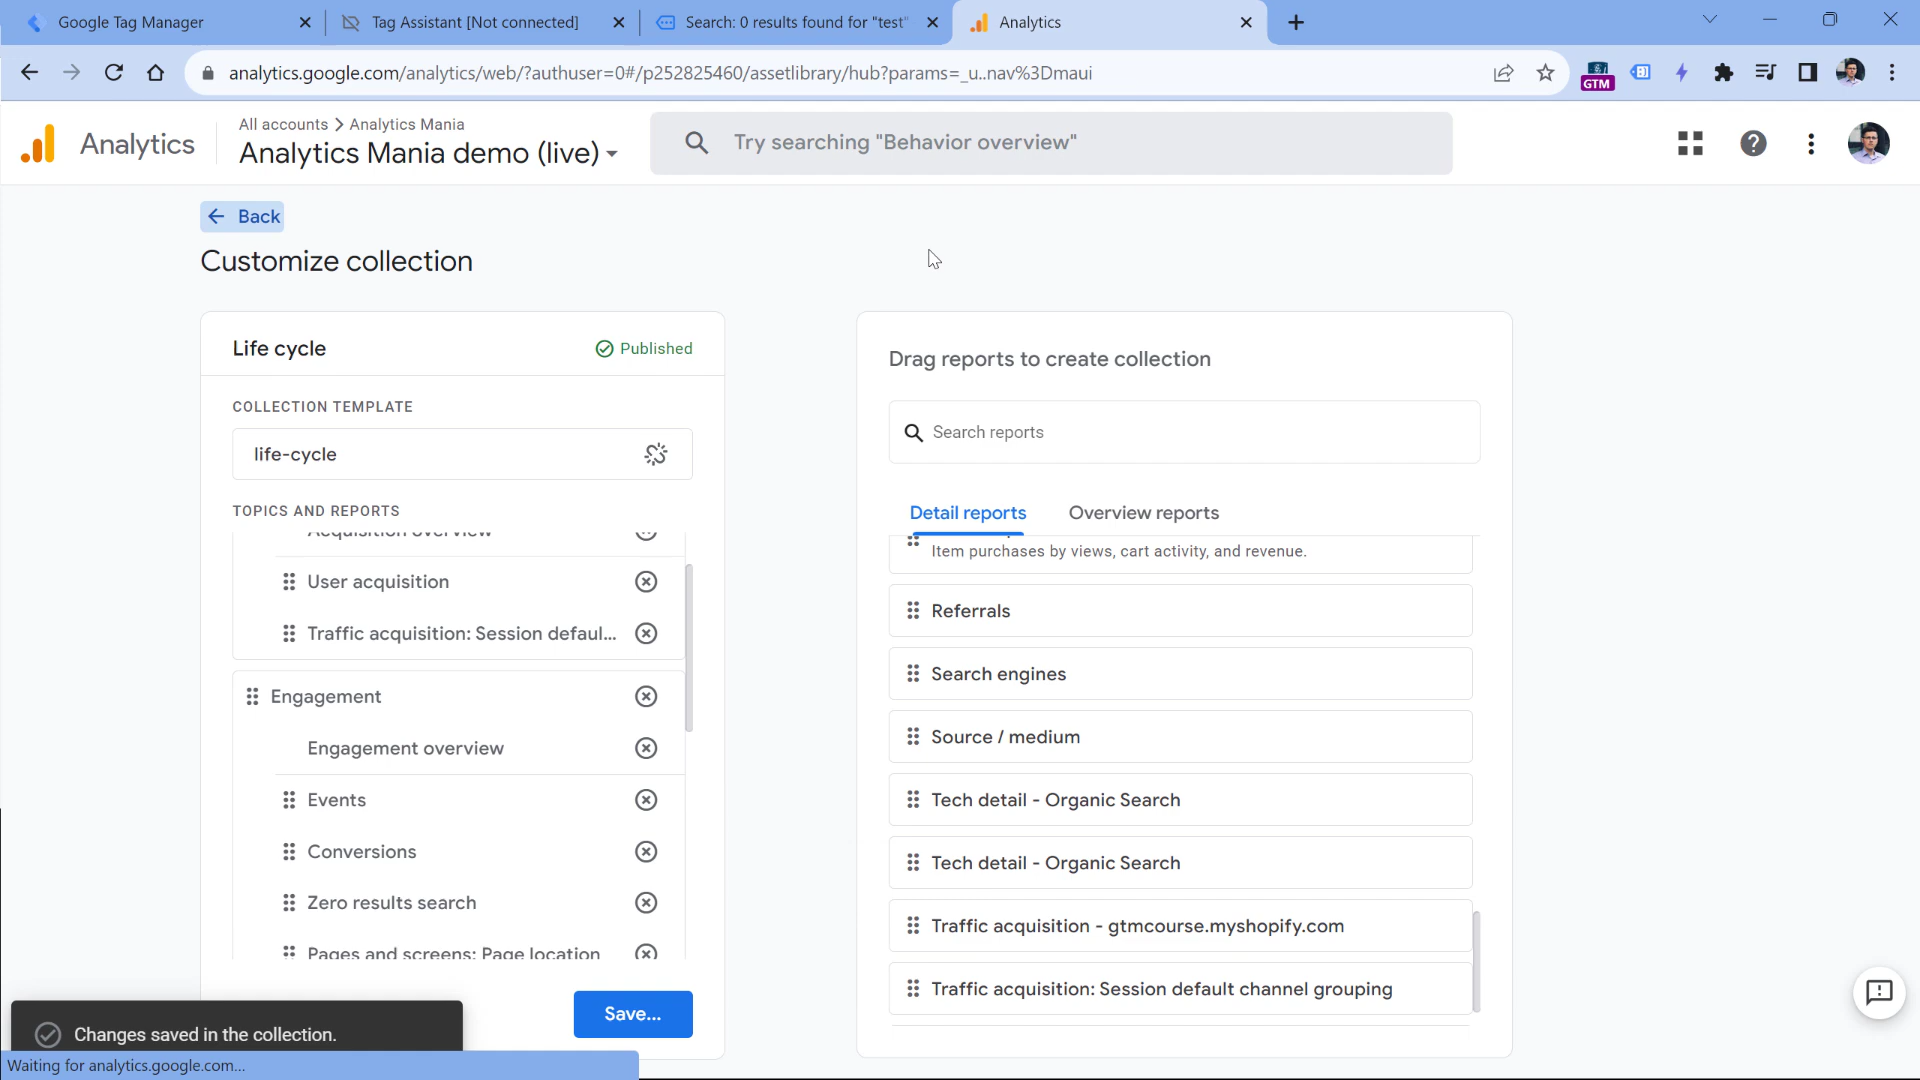 Google Tag Manager
Tag Assistant [Not connected]
Search: 0 results found for "test"
Analytics
analytics.google.com/analytics/web/?authuser=0#/p252825460/assetlibrary/hub?params=_u..nav%3Dmaui
GTM
Analytics
All accounts > Analytics Mania
Analytics Mania demo (live)
Try searching "Behavior overview"
Back
Customize collection
Life cycle
Published
COLLECTION TEMPLATE
life-cycle
TOPICS AND REPORTS
Acquisition overview
User acquisition
Traffic acquisition: Session defaul...
Engagement
Engagement overview
Events
Conversions
Zero results search
Pages and screens: Page location
Save...
Drag reports to create collection
Search reports
Detail reports
Overview reports
Item purchases by views, cart activity, and revenue.
Referrals
Search engines
Source / medium
Tech detail - Organic Search
Tech detail - Organic Search
Traffic acquisition - gtmcourse.myshopify.com
Traffic acquisition: Session default channel grouping
Changes saved in the collection.
Waiting for analytics.google.com...